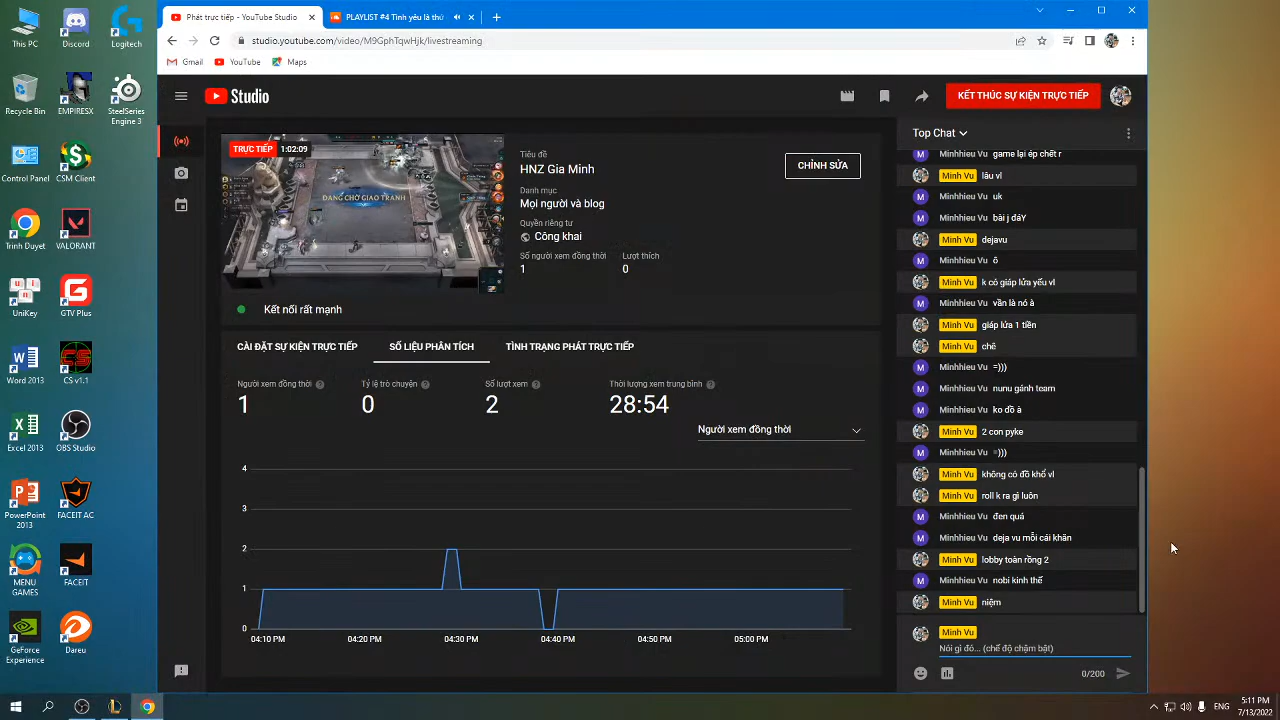 This PC
Discord
Logitech
Recycle Bin
EMPIRESX
SteelSeries
Engine 3
Control Panel
CSM Client
Trinh Duyet
VALORANT
UniKey
GTV Plus
Word 2013
CS v1.1
Excel 2013
OBS Studio
PowerPoint
2013
FACEIT AC
MENU
GAMES
FACEIT
GeForce
Experience
Dareu
Phát trực tiếp - YouTube Studio
PLAYLIST #4 Tình yêu là thứ
studio.youtube.com/video/M9GphTqwHjk/livestreaming
Gmail
YouTube
Maps
Studio
KẾT THÚC SỰ KIỆN TRỰC TIẾP
TRỰC TIẾP 1:02:09
ĐANG CHỜ GIAO TRANH
Tiêu đề
HNZ Gia Minh
CHỈNH SỬA
Danh mục
Mọi người và blog
Quyền riêng tư
Công khai
Số người xem đồng thời
1
Lượt thích
0
Kết nối rất mạnh
CÀI ĐẶT SỰ KIỆN TRỰC TIẾP
SỐ LIỆU PHÂN TÍCH
TÌNH TRẠNG PHÁT TRỰC TIẾP
Người xem đồng thời
1
Tỷ lệ trò chuyện
0
Số lượt xem
2
Thời lượng xem trung bình
28:54
Người xem đồng thời
4
3
2
1
0
04:10 PM 04:20 PM 04:30 PM 04:40 PM 04:50 PM 05:00 PM
Top Chat
Minhhieu Vu game lại ép chết r
Minh Vu lâu vl
Minhhieu Vu uk
Minhhieu Vu bài j dáY
Minh Vu dejavu
Minhhieu Vu ô
Minh Vu k có giáp lửa yếu vl
Minhhieu Vu vẫn là nó à
Minh Vu giáp lửa 1 tiền
Minh Vu chê
Minhhieu Vu =)))
Minhhieu Vu nunu gánh team
Minhhieu Vu ko đồ à
Minh Vu 2 con pyke
Minhhieu Vu =)))
Minh Vu không có đồ khổ vl
Minh Vu roll k ra gì luôn
Minhhieu Vu đen quá
Minhhieu Vu deja vu mỗi cái khăn
Minh Vu lobby toàn rồng 2
Minhhieu Vu nobi kinh thế
Minh Vu niệm
Minh Vu
Nói gì đó... (chế độ chậm bật)
0/200
ENG
5:11 PM
7/13/2022